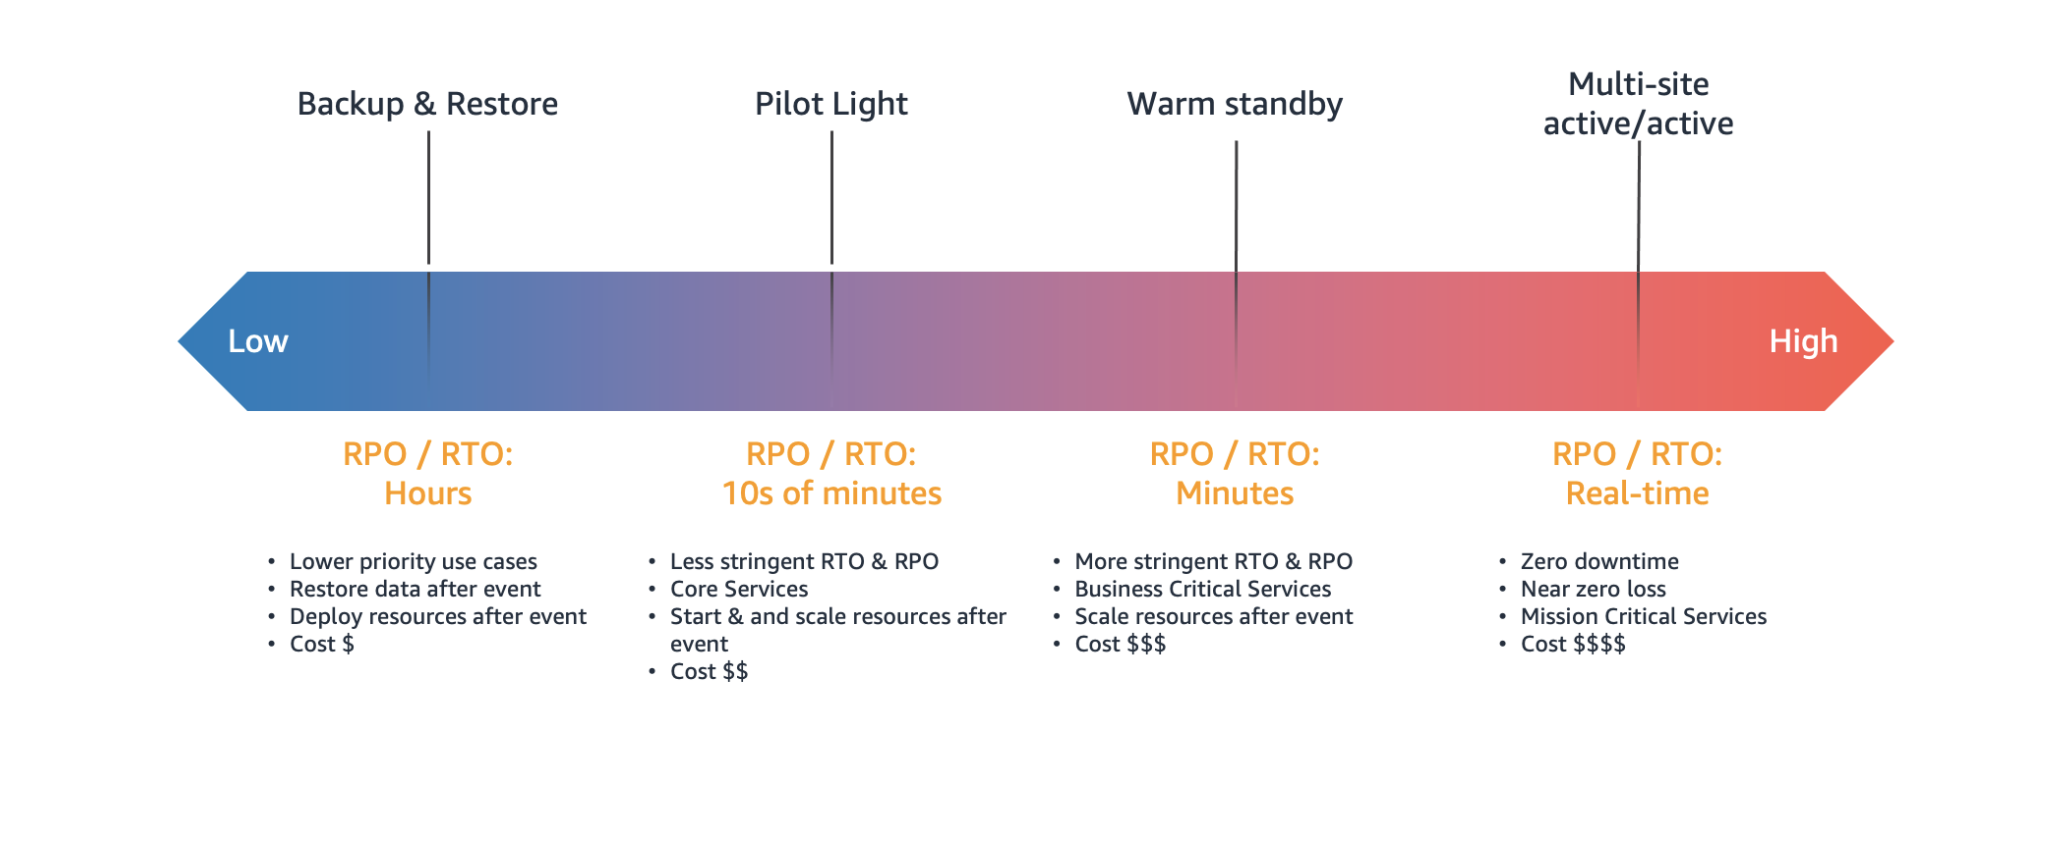 Backup & Restore
Pilot Light
Warm standby
Multi-site
active/active
Low
High
RPO / RTO:
Hours
RPO / RTO:
10s of minutes
RPO / RTO:
Minutes
RPO / RTO:
Real-time
• Lower priority use cases
• Restore data after event
• Deploy resources after event
• Cost $
• Less stringent RTO & RPO
• Core Services
• Start & and scale resources after
event
• Cost $$
• More stringent RTO & RPO
• Business Critical Services
• Scale resources after event
• Cost $$$
• Zero downtime
• Near zero loss
• Mission Critical Services
• Cost $$$$